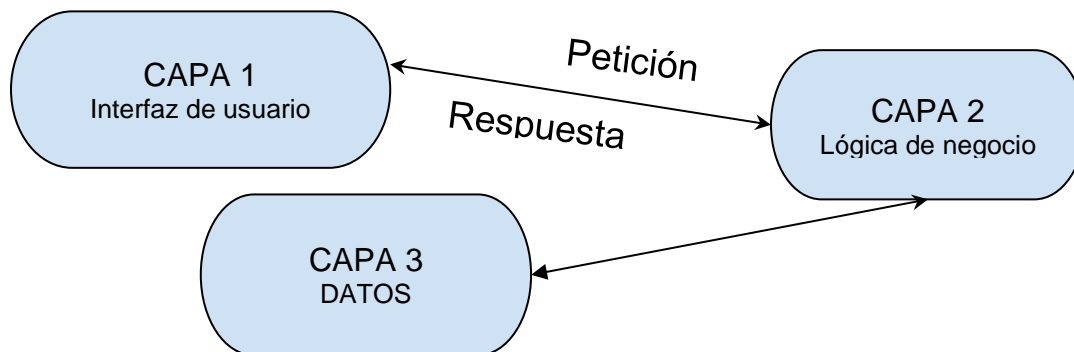 CAPA 1
Interfaz de usuario
Petición
Respuesta
CAPA 2
Lógica de negocio
CAPA 3
DATOS